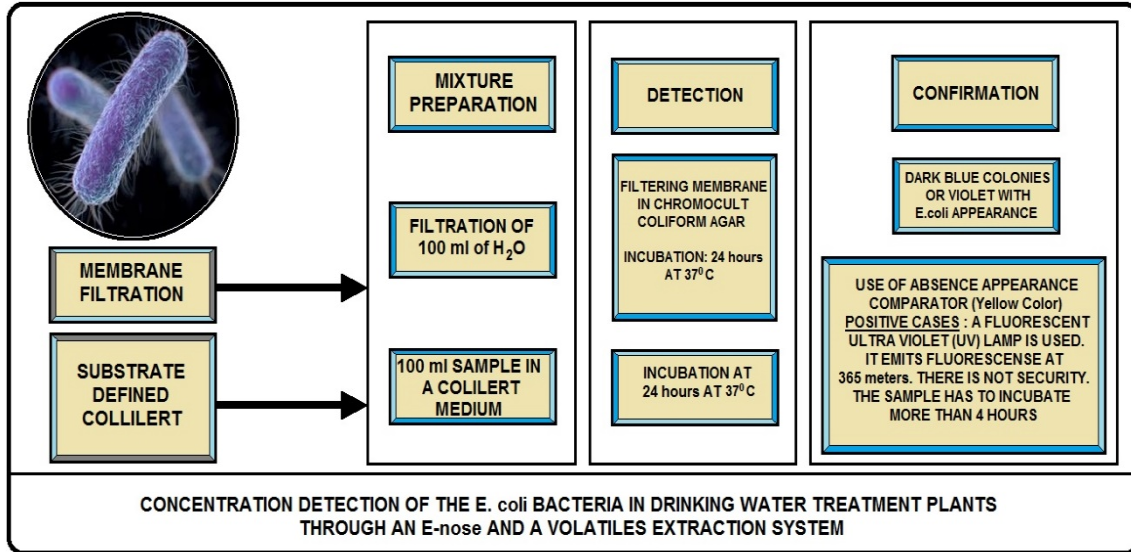 MIXTURE
PREPARATION
DETECTION
CONFIRMATION
MEMBRANE
FILTRATION
FILTRATION OF
100 ml of H₂O
FILTERING MEMBRANE
IN CHROMOCULT
COLIFORM AGAR
INCUBATION: 24 hours
AT 37⁰ C
DARK BLUE COLONIES
OR VIOLET WITH
E.coli APPEARANCE
SUBSTRATE
DEFINED
COLLILERT
100 ml SAMPLE IN
A COLILERT
MEDIUM
INCUBATION AT
24 hours AT 37⁰ C
USE OF ABSENCE APPEARANCE
COMPARATOR (Yellow Color)
POSITIVE CASES : A FLUORESCENT
ULTRA VIOLET (UV) LAMP IS USED.
IT EMITS FLUORESCENSE AT
365 meters. THERE IS NOT SECURITY.
THE SAMPLE HAS TO INCUBATE
MORE THAN 4 HOURS
CONCENTRATION DETECTION OF THE E. coli BACTERIA IN DRINKING WATER TREATMENT PLANTS
THROUGH AN E-nose AND A VOLATILES EXTRACTION SYSTEM